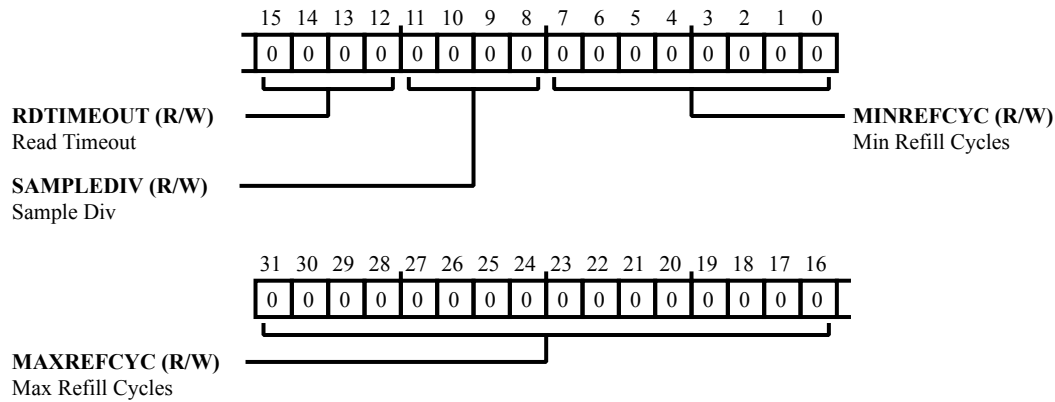 15 14 13 12 11 10 9 8 7 6 5 4 3 2 1 0
0 0 0 0 0 0 0 0 0 0 0 0 0 0 0 0
RDTIMEOUT (R/W)
Read Timeout
MINREFCYC (R/W)
Min Refill Cycles
SAMPLEDIV (R/W)
Sample Div
31 30 29 28 27 26 25 24 23 22 21 20 19 18 17 16
0 0 0 0 0 0 0 0 0 0 0 0 0 0 0 0
MAXREFCYC (R/W)
Max Refill Cycles